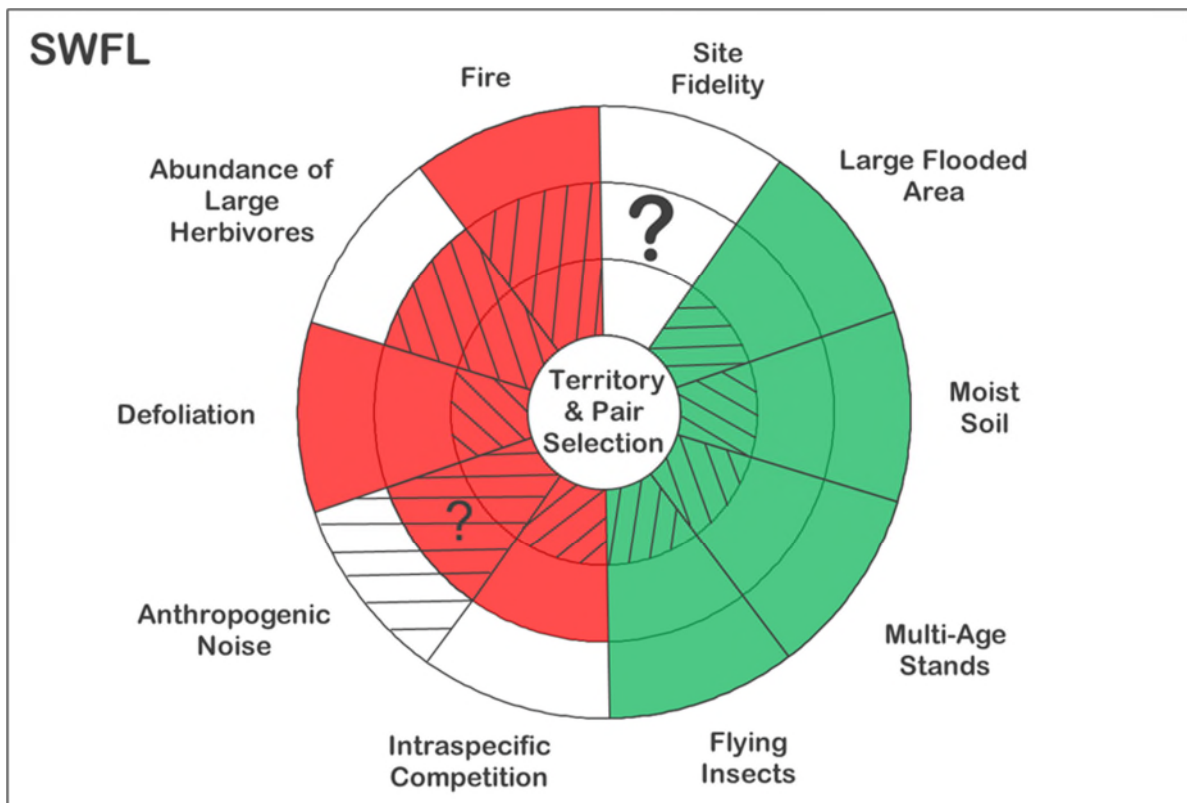 SWFL
Fire
Site
Fidelity
Abundance of
Large
Herbivores
Large Flooded
Area
?
Territory
& Pair
Selection
Defoliation
Moist
Soil
?
Anthropogenic
Noise
Multi-Age
Stands
Intraspecific
Competition
Flying
Insects